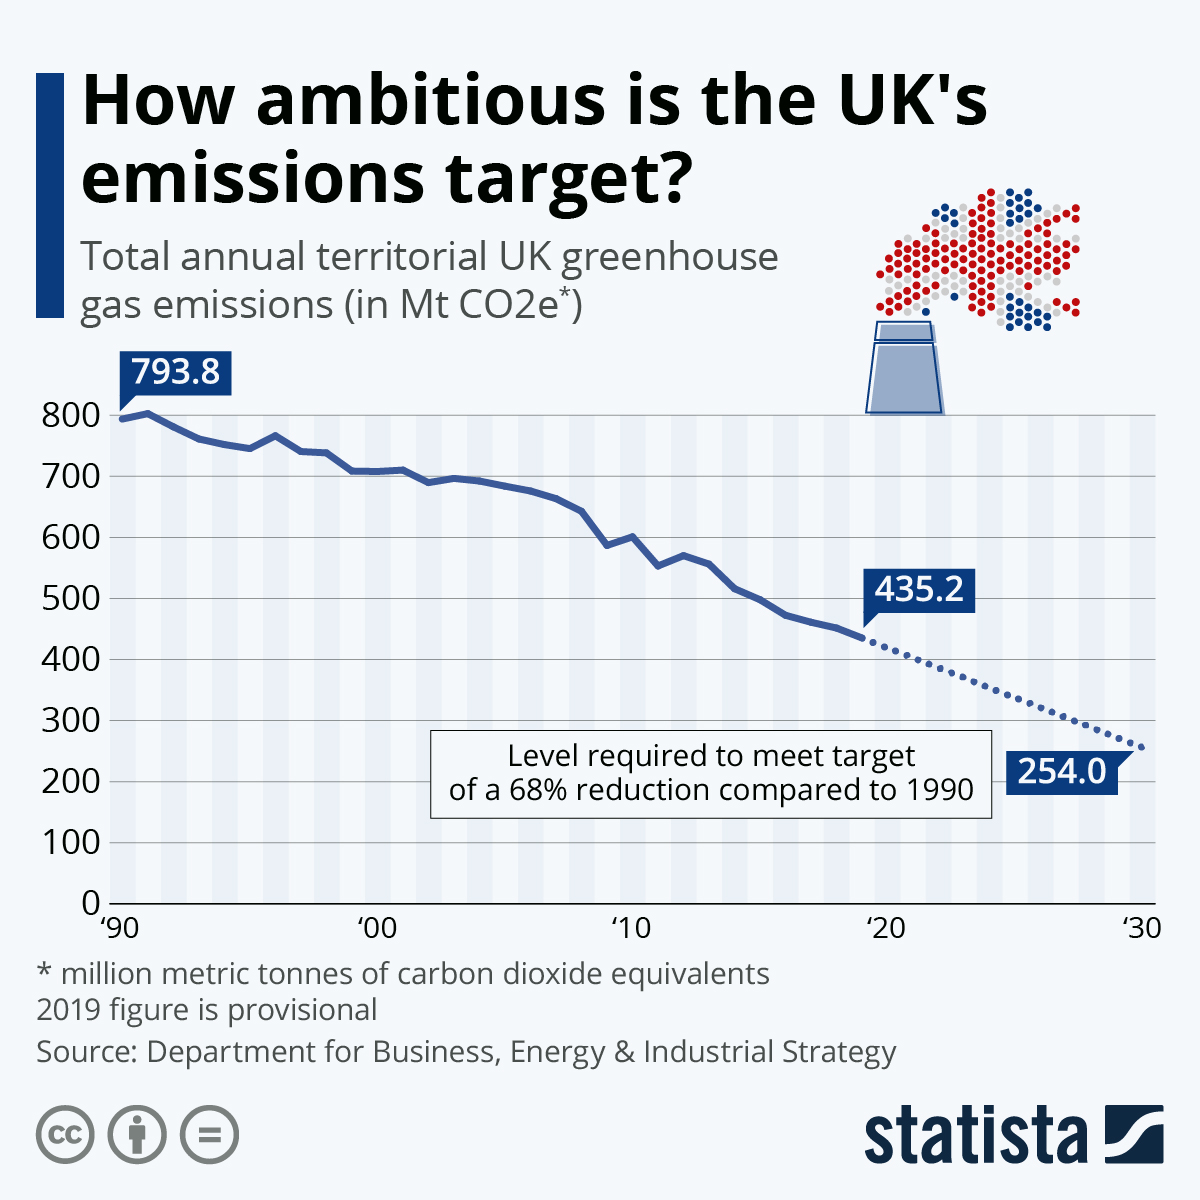 How ambitious is the UK's
emissions target?
Total annual territorial UK greenhouse
gas emissions (in Mt CO2e*)
793.8
800
700
600
500
400
300
200
100
0
435.2
Level required to meet target
of a 68% reduction compared to 1990
254.0
‘90
‘00
‘10
‘20
‘30
* million metric tonnes of carbon dioxide equivalents
2019 figure is provisional
Source: Department for Business, Energy & Industrial Strategy
cc
statista